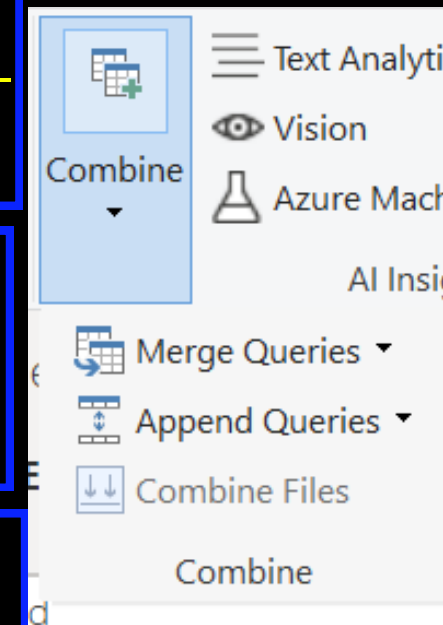 Text Analyti
Vision
Combine
Azure Mach
AI Insig
Merge Queries
Append Queries
Combine Files
Combine
d